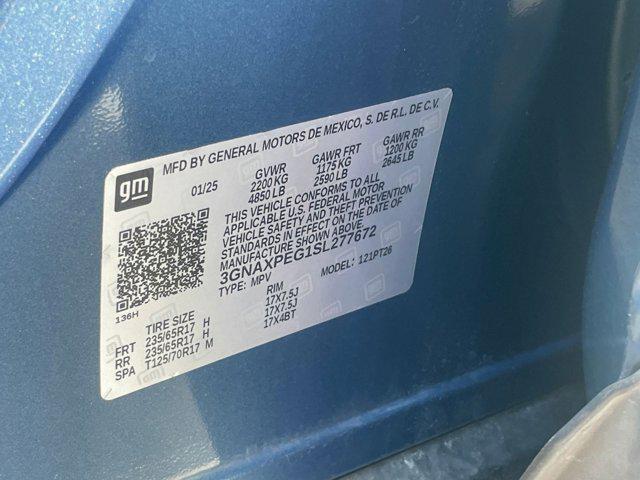 MFD BY GENERAL MOTORS DE MEXICO, S. DE R.L. DE C.V.
gm
01/25
GVWR
2200 KG
4850 LB
GAWR FRT
1175 KG
2590 LB
GAWR RR
1200 KG
2645 LB
THIS VEHICLE CONFORMS TO ALL
APPLICABLE U.S. FEDERAL MOTOR
VEHICLE SAFETY AND THEFT PREVENTION
STANDARDS IN EFFECT ON THE DATE OF
MANUFACTURE SHOWN ABOVE.
3GNAXPEG1SL277672
TYPE: MPV MODEL: 121PT26
136H
TIRE SIZE RIM
FRT 235/65R17 H 17X7.5J
RR 235/65R17 H 17X7.5J
SPA T125/70R17 M 17X4BT